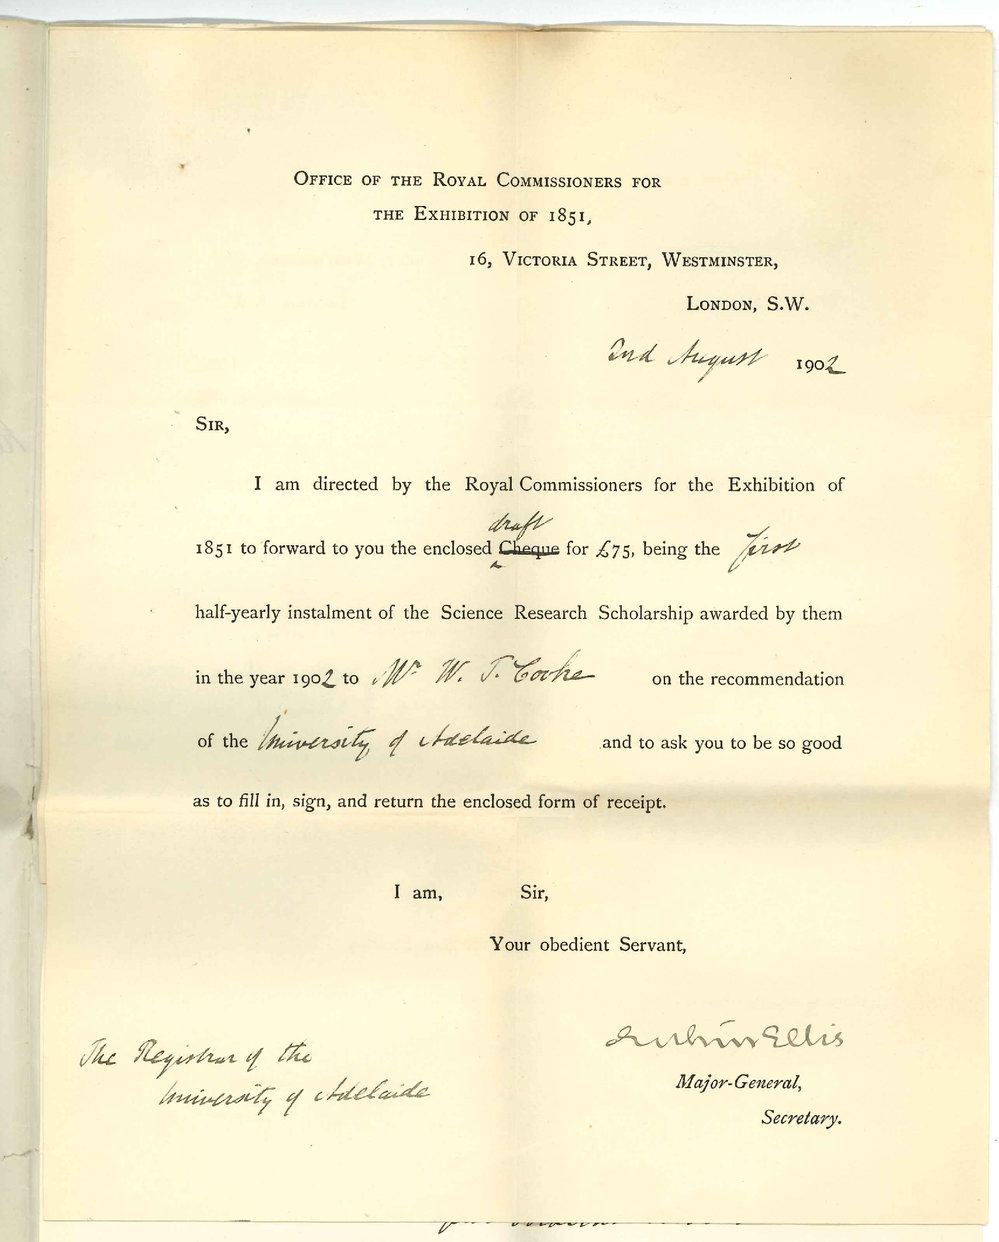 OFFICE OF THE ROYAL COMMISSIONERS FOR
THE EXHIBITION OF 1851,
16, VICTORIA STREET, WESTMINSTER,
LONDON, S.W.
2nd August 1902
SIR,
I am directed by the Royal Commissioners for the Exhibition of
draft
1851 to forward to you the enclosed Cheque for £75, being the first
half-yearly instalment of the Science Research Scholarship awarded by them
in the year 1902 to Mr W. T. Cooke on the recommendation
of the University of Adelaide and to ask you to be so good
as to fill in, sign, and return the enclosed form of receipt.
I am, Sir,
Your obedient Servant,
Ellis
Major-General,
Secretary.
The Registrar of the
University of Adelaide